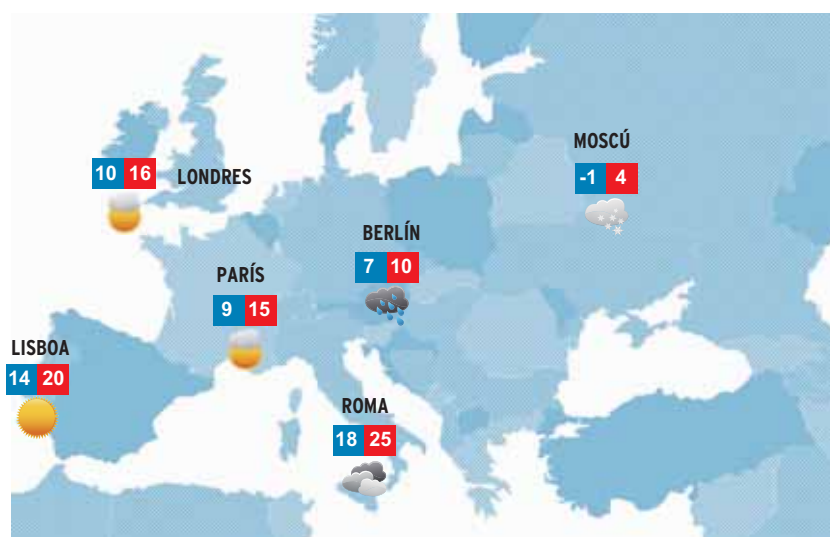 MOSCÚ
-1 4
10 16 LONDRES
BERLÍN
7 10
PARÍS
9 15
LISBOA
14 20
ROMA
18 25